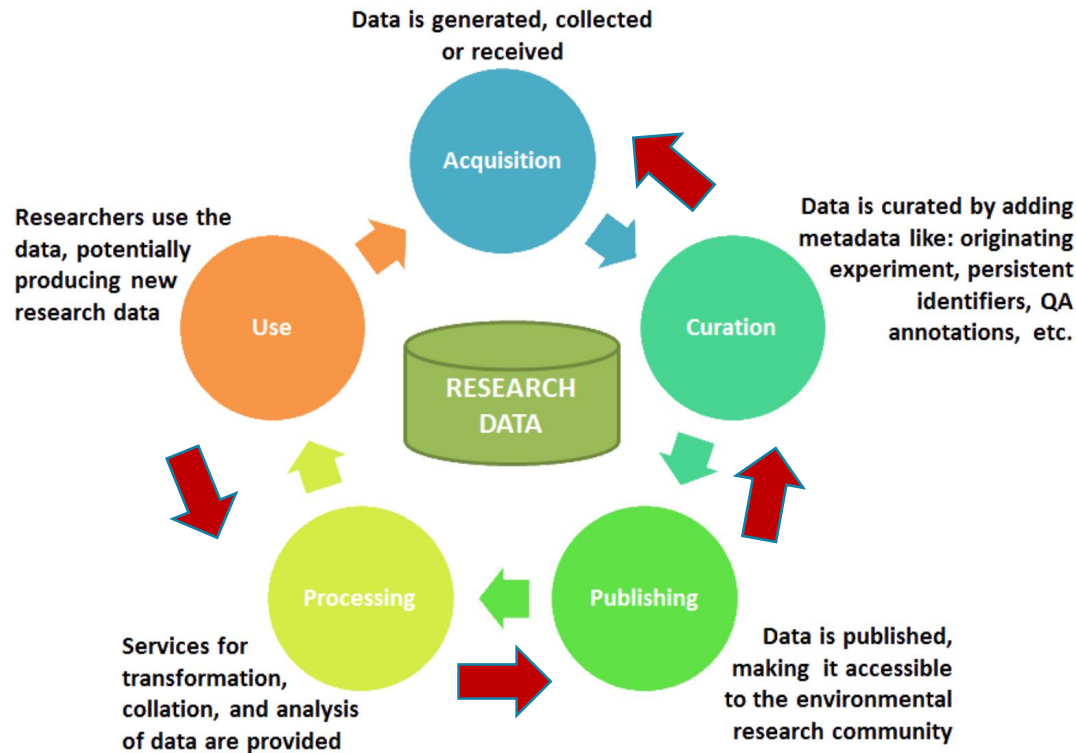 Data is generated, collected
or received
Acquisition
Data is curated by adding
metadata like: originating
experiment, persistent
identifiers, QA
annotations, etc.
Curation
Data is published,
making it accessible
to the environmental
research community
Publishing
Services for
transformation,
collation, and analysis
of data are provided
Processing
Researchers use the
data, potentially
producing new
research data
Use
RESEARCH
DATA